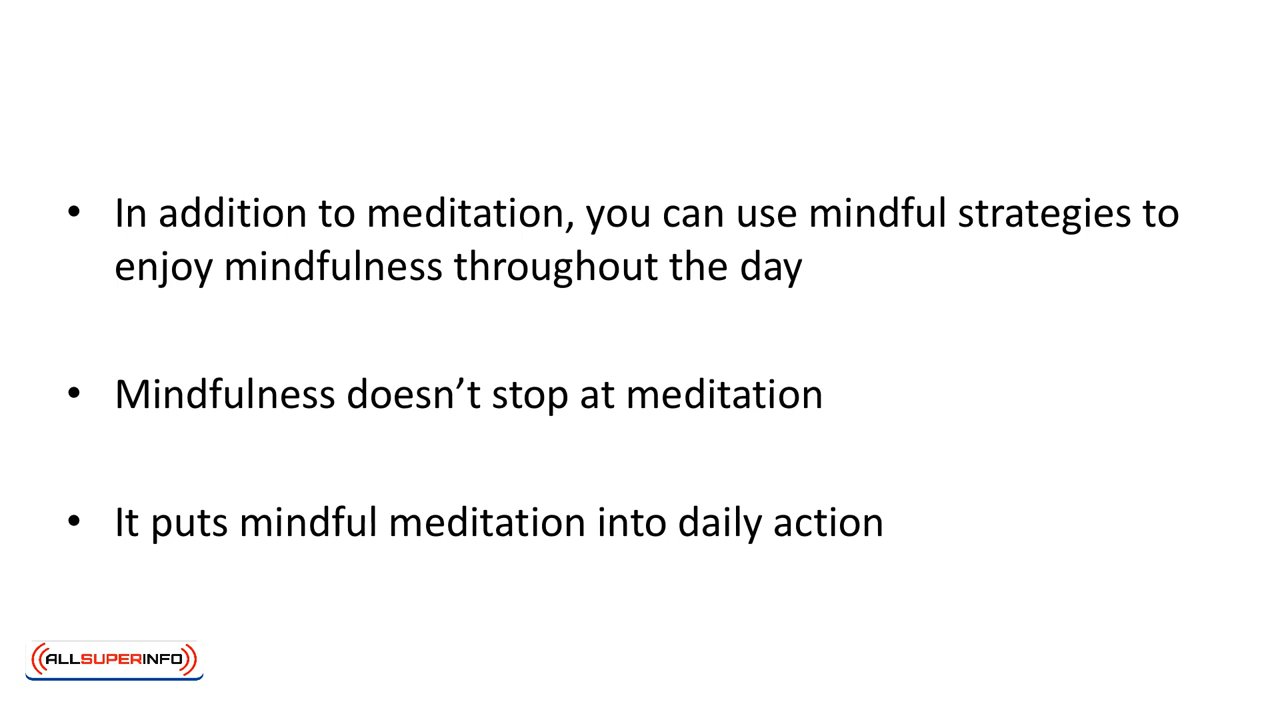 • In addition to meditation, you can use mindful strategies to
enjoy mindfulness throughout the day
• Mindfulness doesn’t stop at meditation
• It puts mindful meditation into daily action
ALLSUPERINFO